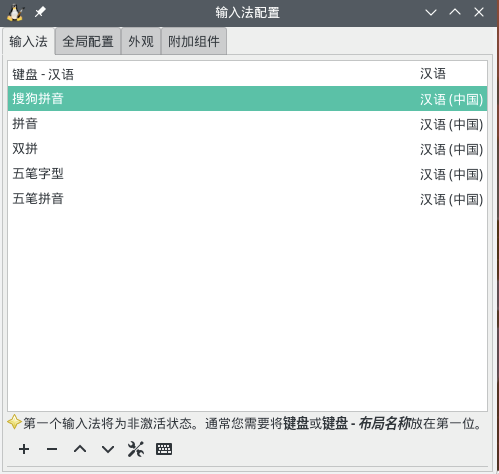 输入法配置
输入法 全局配置 外观 附加组件
键盘 - 汉语 汉语
搜狗拼音 汉语 (中国)
拼音 汉语 (中国)
双拼 汉语 (中国)
五笔字型 汉语 (中国)
五笔拼音 汉语 (中国)
第一个输入法将为非激活状态。通常您需要将键盘或键盘 - 布局名称放在第一位。